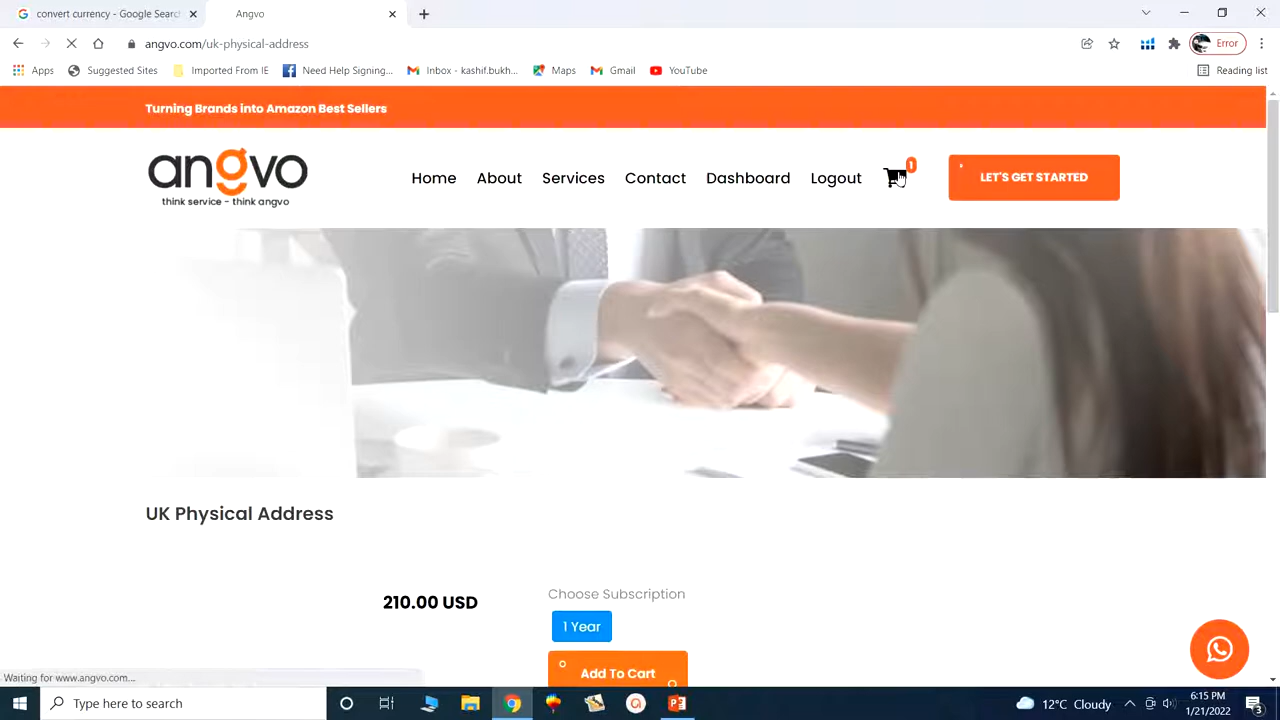 convert currency - Google Searc
Angvo
angvo.com/uk-physical-address
Error
Apps
Suggested Sites
Imported From IE
Need Help Signing...
Inbox - kashif.bukh...
Maps
Gmail
YouTube
Reading list
Turning Brands into Amazon Best Sellers
angvo
think service - think angvo
Home
About
Services
Contact
Dashboard
Logout
1
LET'S GET STARTED
UK Physical Address
210.00 USD
Choose Subscription
1 Year
Add To Cart
Waiting for www.angvo.com...
Type here to search
12°C Cloudy
6:15 PM
1/21/2022
3